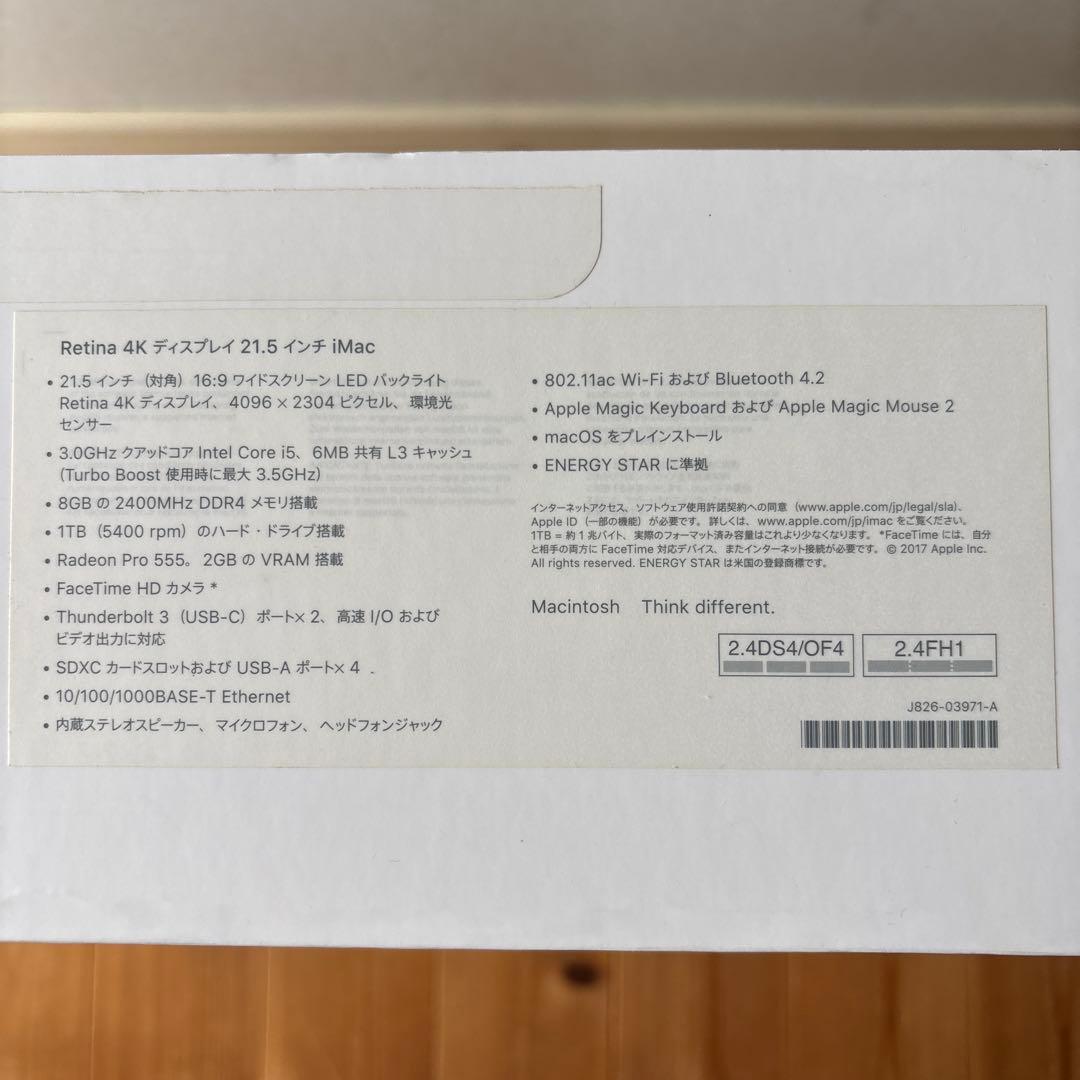 Retina 4K ディスプレイ 21.5 インチ iMac
• 21.5 インチ（対角）16:9 ワイドスクリーン LED バックライト
Retina 4K ディスプレイ、4096 × 2304 ピクセル、環境光
センサー
• 3.0GHz クアッドコア Intel Core i5、6MB 共有 L3 キャッシュ
(Turbo Boost 使用時に最大 3.5GHz)
• 8GB の 2400MHz DDR4 メモリ搭載
• 1TB（5400 rpm）のハード・ドライブ搭載
• Radeon Pro 555。2GB の VRAM 搭載
• FaceTime HD カメラ *
• Thunderbolt 3（USB-C）ポート× 2、高速 I/O および
ビデオ出力に対応
• SDXC カードスロットおよび USB-A ポート× 4
• 10/100/1000BASE-T Ethernet
• 内蔵ステレオスピーカー、マイクロフォン、ヘッドフォンジャック
• 802.11ac Wi-Fi および Bluetooth 4.2
• Apple Magic Keyboard および Apple Magic Mouse 2
• macOS をプレインストール
• ENERGY STAR に準拠
インターネットアクセス、ソフトウェア使用許諾契約への同意（www.apple.com/jp/legal/sla）、
Apple ID（一部の機能）が必要です。詳しくは、www.apple.com/jp/imac をご覧ください。
1TB = 約 1 兆バイト、実際のフォーマット済み容量はこれより少なくなります。*FaceTime には、自分
と相手の両方に FaceTime 対応デバイス、またインターネット接続が必要です。© 2017 Apple Inc.
All rights reserved. ENERGY STAR は米国の登録商標です。
Macintosh Think different.
2.4DS4/OF4 2.4FH1
J826-03971-A